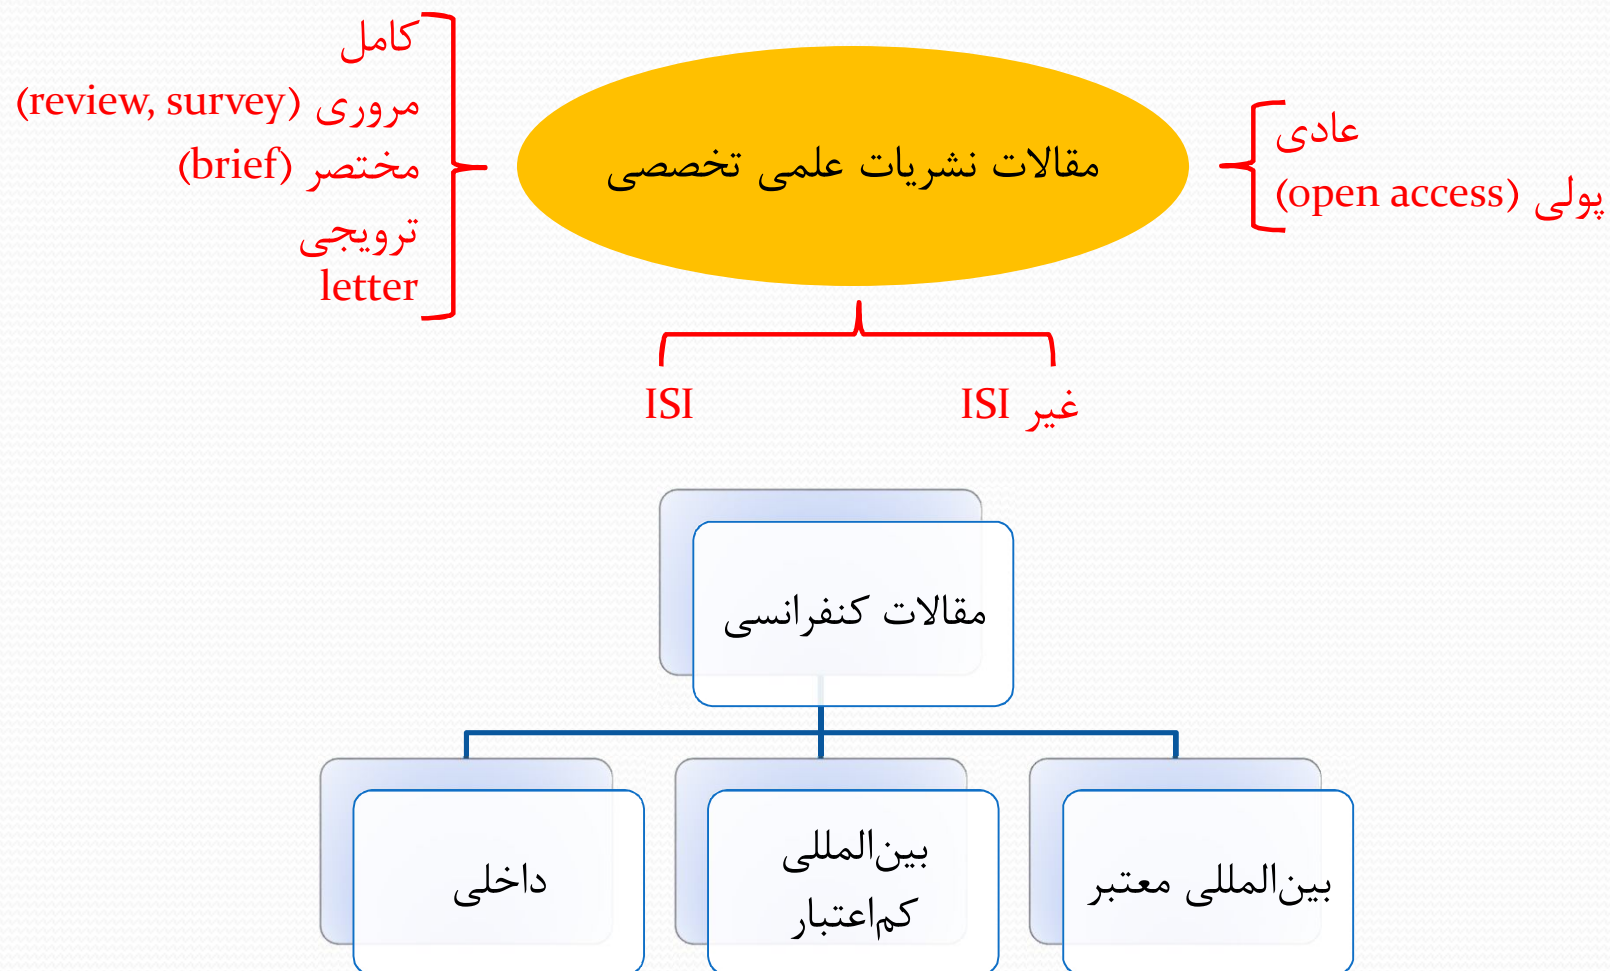 مقالات نشریات علمی تخصصی
عادی
پولی (open access)
کامل
مروری (review, survey)
مختصر (brief)
ترویجی
letter
غیر ISI
ISI
مقالات کنفرانسی
بین‌المللی معتبر
بین‌المللی
کم‌اعتبار
داخلی